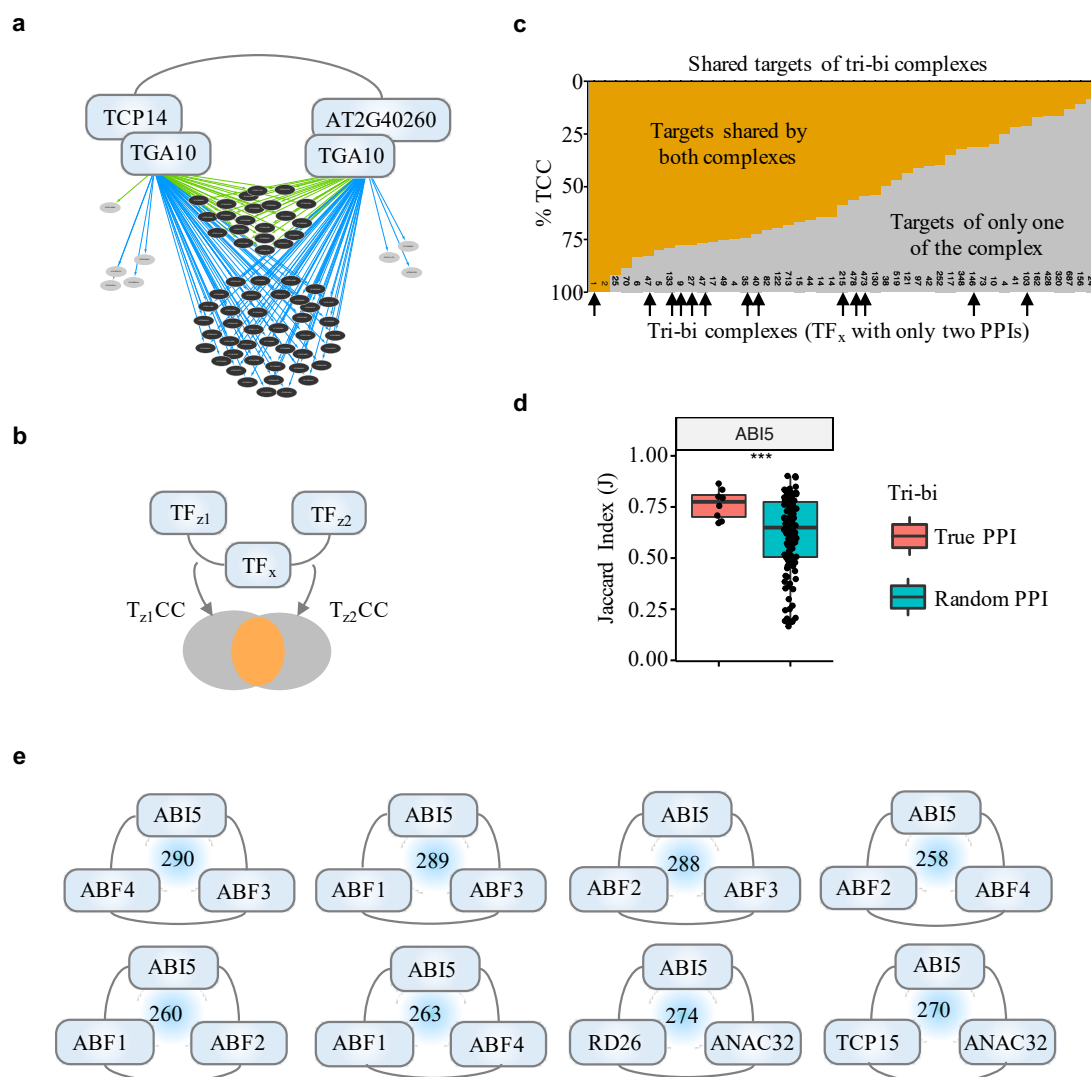 a
TCP14
TGA10
AT2G40260
TGA10
b
TFz1
TFz2
TFx
Tz1CC
Tz2CC
c
Shared targets of tri-bi complexes
% TCC
0
25
50
75
100
Targets shared by
both complexes
Targets of only one
of the complex
Tri-bi complexes (TFx with only two PPIs)
d
ABI5
***
Jaccard Index (J)
1.00
0.75
0.50
0.25
0.00
Tri-bi
True PPI
Random PPI
e
ABI5
290
ABF4
ABF3
ABI5
289
ABF1
ABF3
ABI5
288
ABF2
ABF3
ABI5
258
ABF2
ABF4
ABI5
260
ABF1
ABF2
ABI5
263
ABF1
ABF4
ABI5
274
RD26
ANAC32
ABI5
270
TCP15
ANAC32